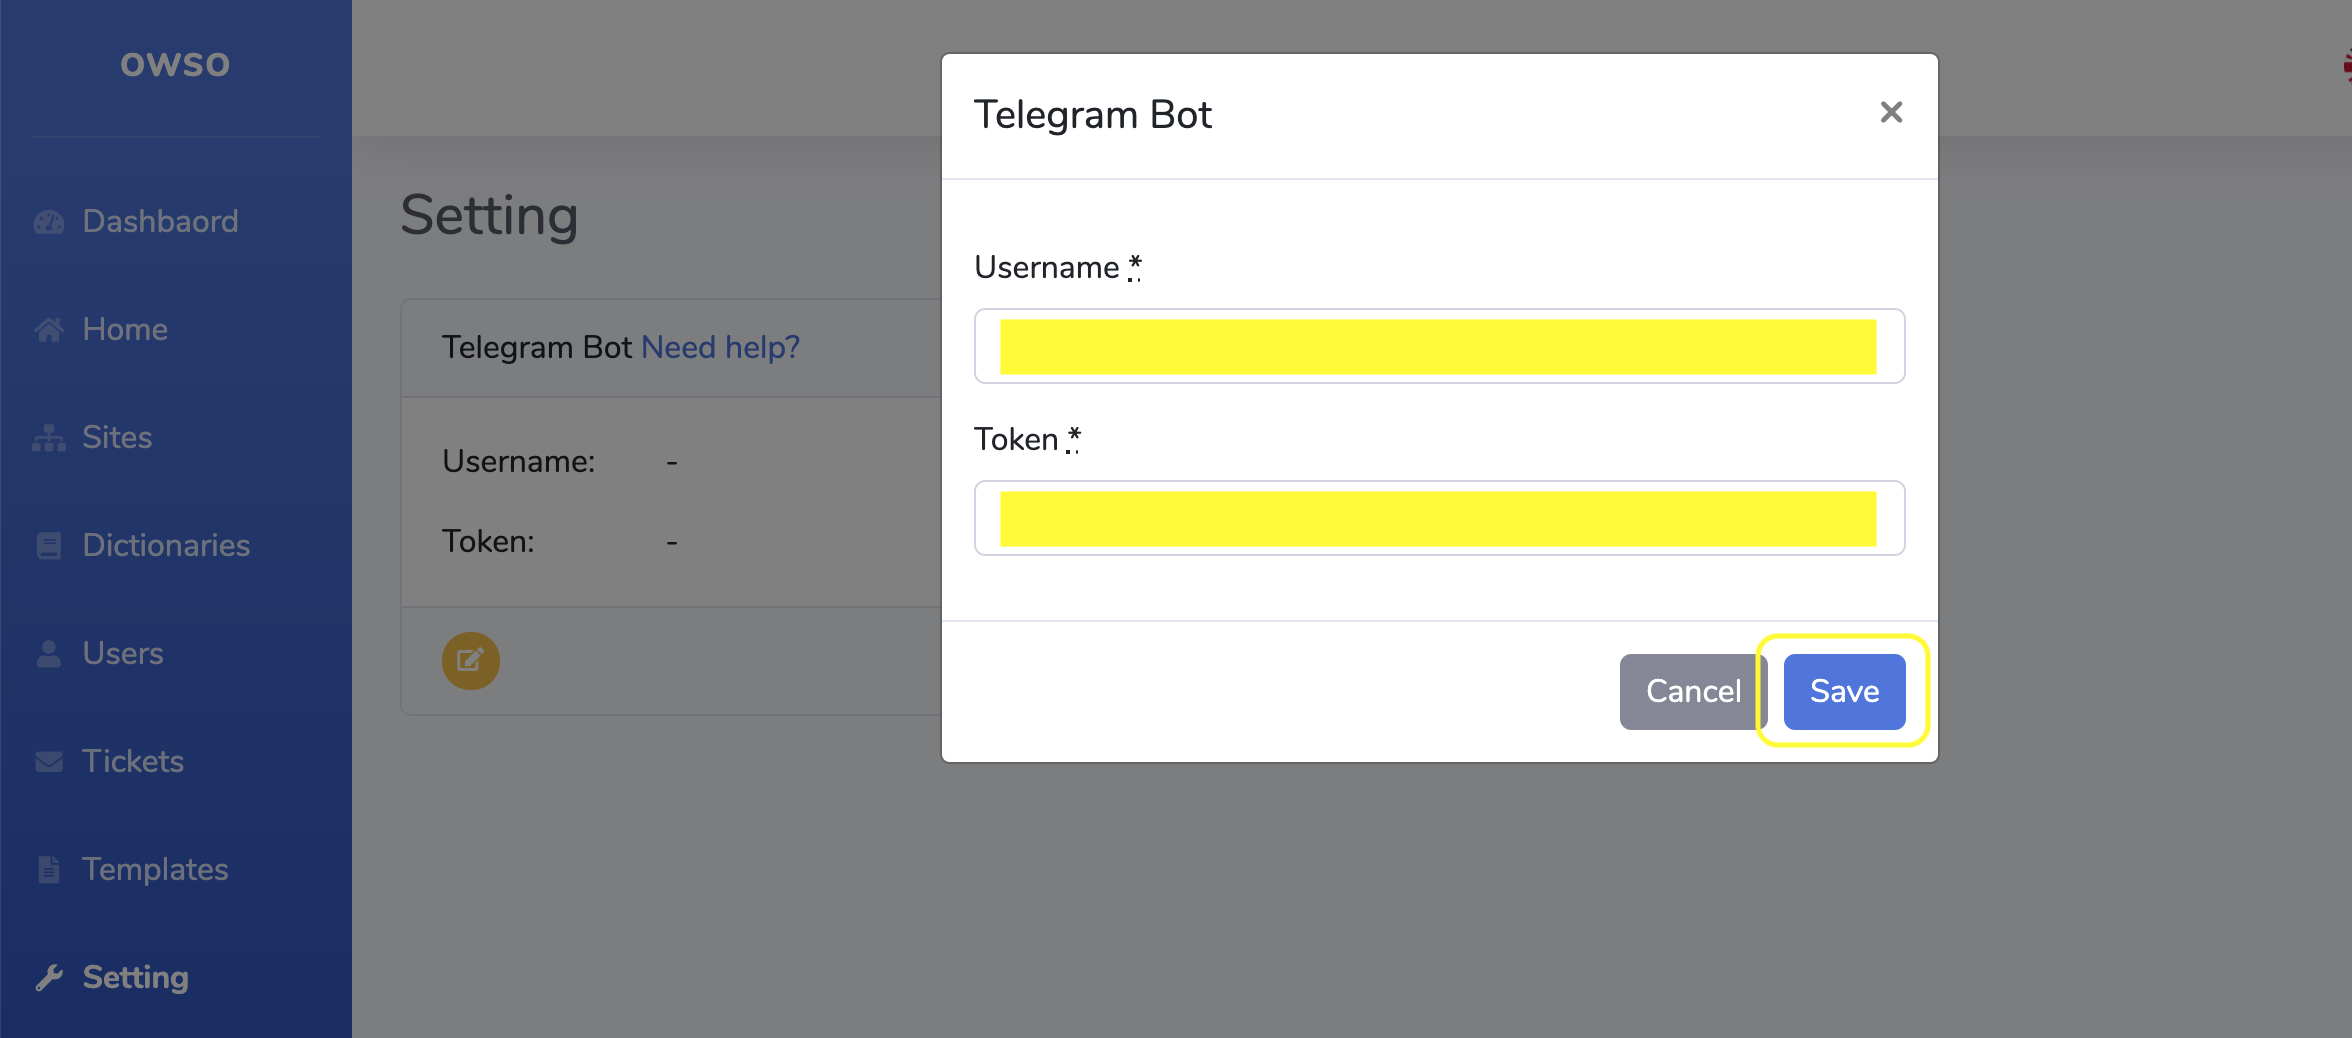 owso
Dashbaord
Home
Sites
Dictionaries
Users
Tickets
Templates
Setting
Setting
Telegram Bot Need help?
Username: -
Token: -
Telegram Bot
Username *
Token *
Cancel
Save